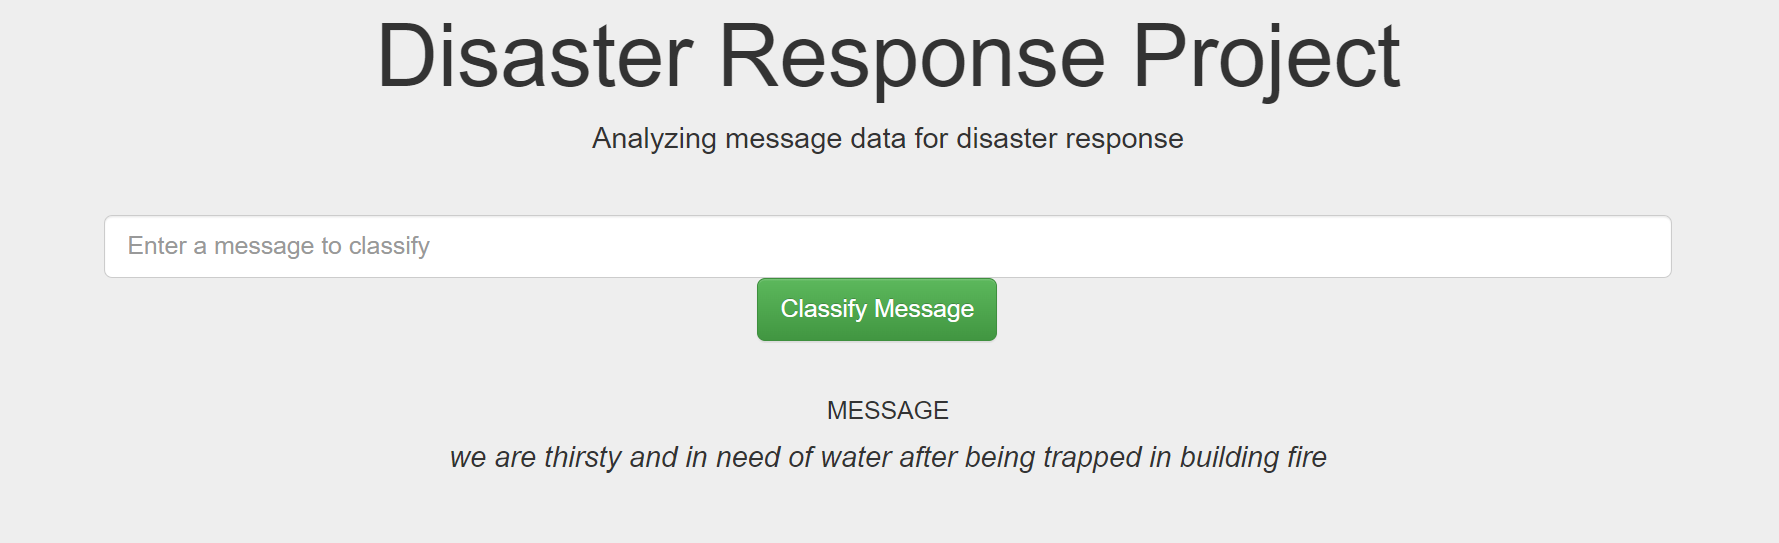 Disaster Response Project
Analyzing message data for disaster response
Enter a message to classify
Classify Message
MESSAGE
we are thirsty and in need of water after being trapped in building fire